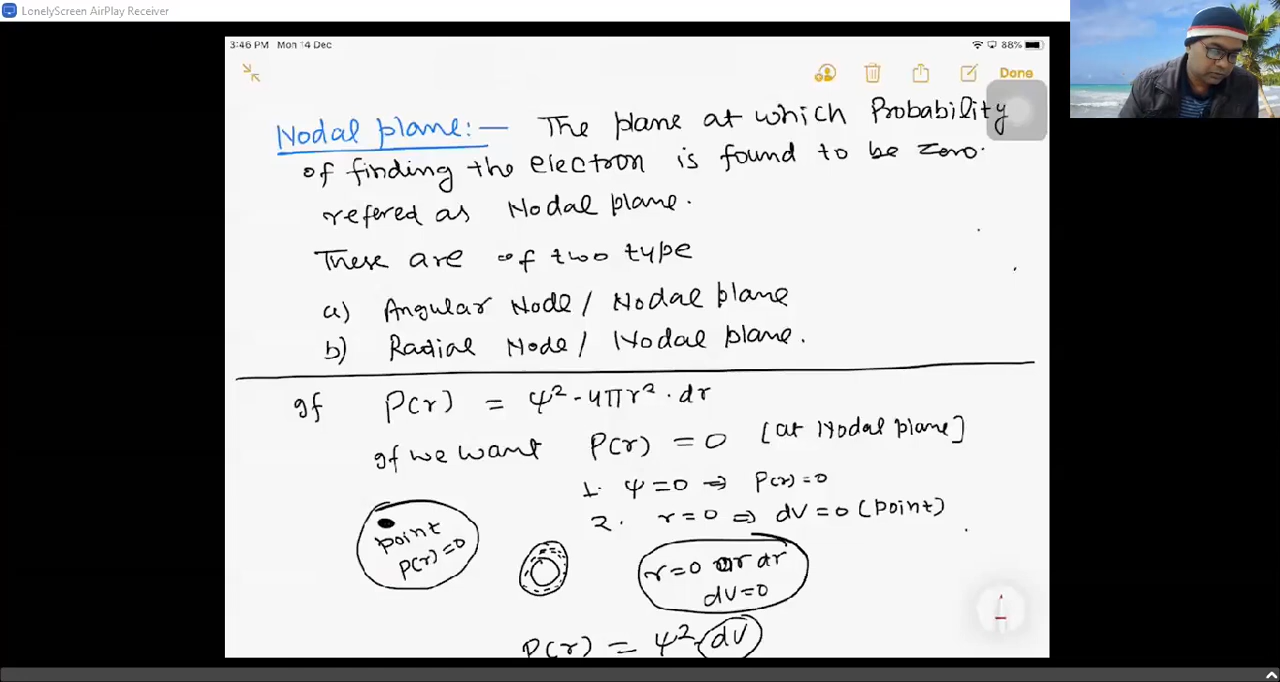 LonelyScreen AirPlay Receiver
3:46 PM Mon 14 Dec
88%
Done
Nodal plane:— The plane at which Probability
of finding the electron is found to be zero.
refered as Nodal plane.
These are of two type
a) Angular Node / Nodal plane
b) Radial Node / Nodal plane.
If P(r) = ψ² · 4πr² · dr
If we want P(r) = 0 [at Nodal plane]
1. ψ = 0 ⇒ P(r) = 0
2. r = 0 ⇒ dV = 0 (point)
point
P(r) = 0
r = 0 or dr
dV = 0
P(r) = ψ² · dV